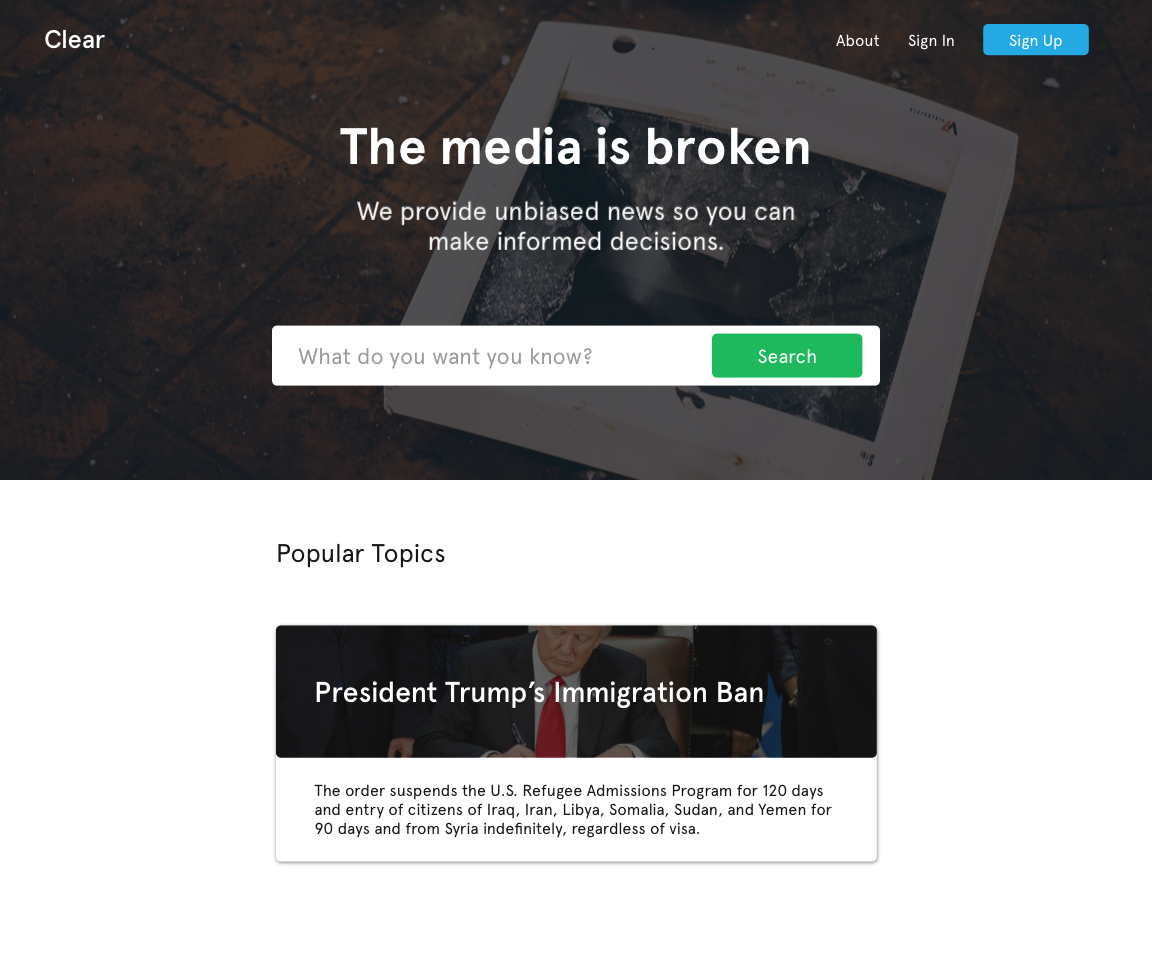 Clear
About
Sign In
Sign Up
The media is broken
We provide unbiased news so you can
make informed decisions.
What do you want you know?
Search
Popular Topics
President Trump’s Immigration Ban
The order suspends the U.S. Refugee Admissions Program for 120 days
and entry of citizens of Iraq, Iran, Libya, Somalia, Sudan, and Yemen for
90 days and from Syria indefinitely, regardless of visa.